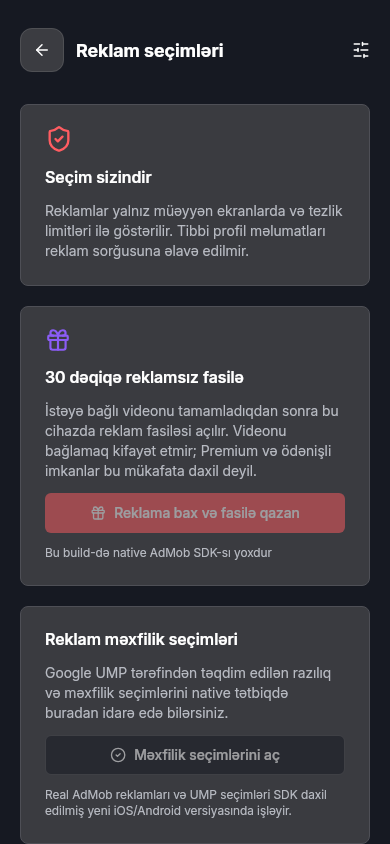 Reklam seçimləri
Seçim sizindir
Reklamlar yalnız müəyyən ekranlarda və tezlik
limitləri ilə göstərilir. Tibbi profil məlumatları
reklam sorğusuna əlavə edilmir.
30 dəqiqə reklamsız fasilə
İstəyə bağlı videonu tamamladıqdan sonra bu
cihazda reklam fasiləsi açılır. Videonu
bağlamaq kifayət etmir; Premium və ödənişli
imkanlar bu mükafata daxil deyil.
Reklama bax və fasilə qazan
Bu build-də native AdMob SDK-sı yoxdur
Reklam məxfilik seçimləri
Google UMP tərəfindən təqdim edilən razılıq
və məxfilik seçimlərini native tətbiqdə
buradan idarə edə bilərsiniz.
Məxfilik seçimlərini aç
Real AdMob reklamları və UMP seçimləri SDK daxil
edilmiş yeni iOS/Android versiyasında işləyir.